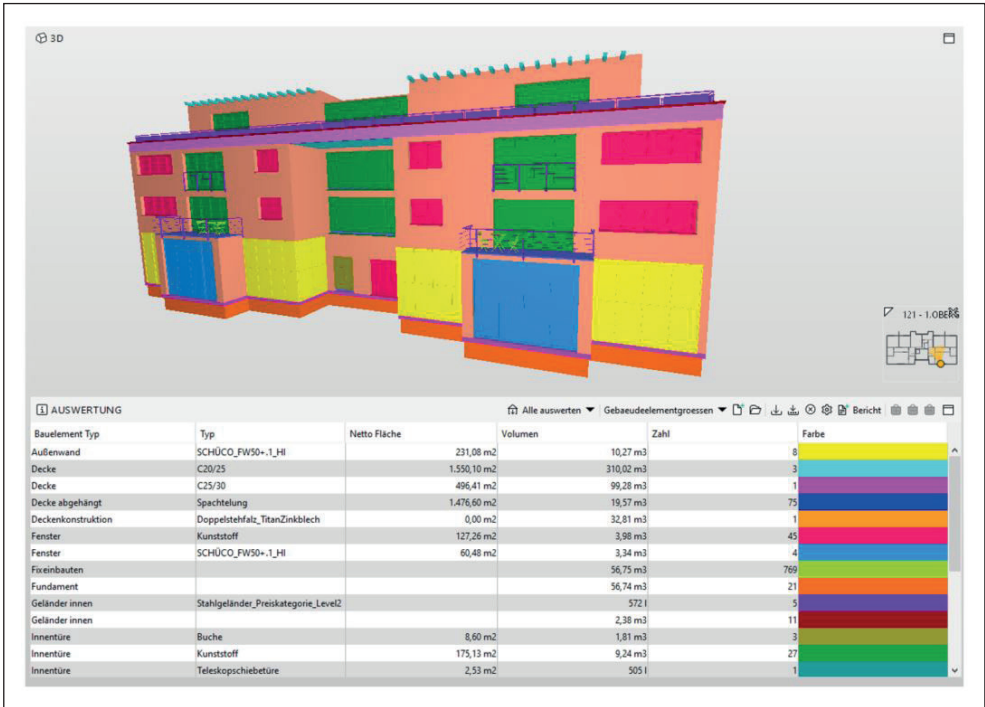 3D
121 - 1.OBERG
AUSWERTUNG Alle auswerten Gebaeudeelementgroessen Bericht
Bauelement Typ Typ Netto Fläche Volumen Zahl Farbe
Außenwand SCHÜCO_FW50+.1_HI 231,08 m2 10,27 m3 8
Decke C20/25 1.550,10 m2 310,02 m3 3
Decke C25/30 496,41 m2 99,28 m3 1
Decke abgehängt Spachtelung 1.476,60 m2 19,57 m3 75
Deckenkonstruktion Doppelstehfalz_TitanZinkblech 0,00 m2 32,81 m3 1
Fenster Kunststoff 127,26 m2 3,98 m3 45
Fenster SCHÜCO_FW50+.1_HI 60,48 m2 3,34 m3 4
Fixeinbauten 56,75 m3 769
Fundament 56,74 m3 21
Geländer innen Stahlgeländer_Preiskategorie_Level2 572 l 5
Geländer innen 2,38 m3 11
Innentüre Buche 8,60 m2 1,81 m3 3
Innentüre Kunststoff 175,13 m2 9,24 m3 27
Innentüre Teleskopschiebetüre 2,53 m2 505 l 1